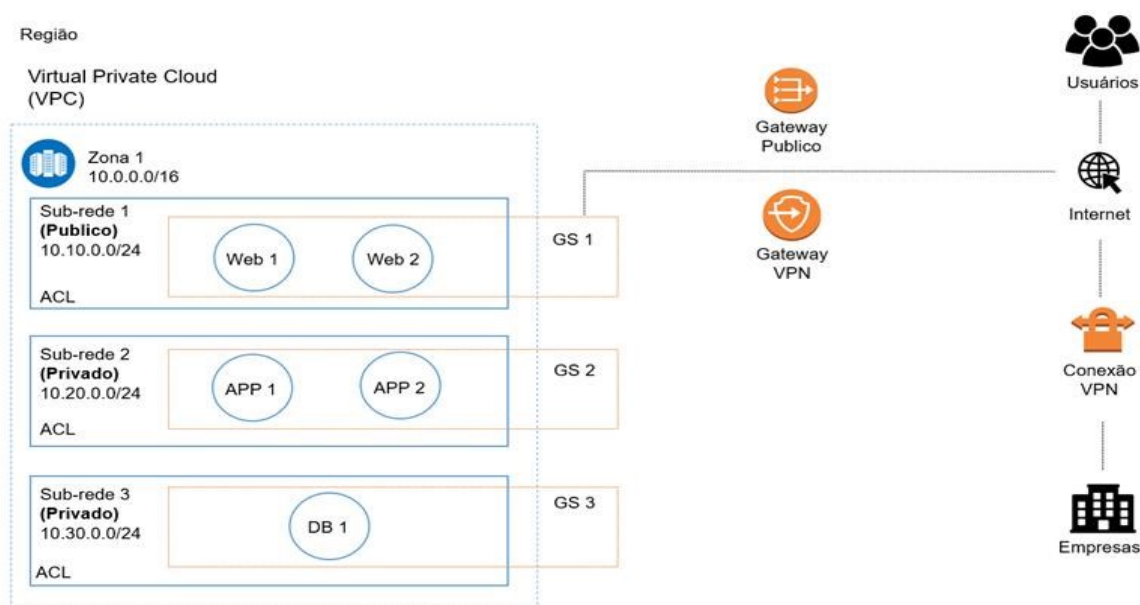 Região
Virtual Private Cloud
(VPC)
Zona 1
10.0.0.0/16
Sub-rede 1
(Publico)
10.10.0.0/24
ACL
Web 1
Web 2
GS 1
Sub-rede 2
(Privado)
10.20.0.0/24
ACL
APP 1
APP 2
GS 2
Sub-rede 3
(Privado)
10.30.0.0/24
ACL
DB 1
GS 3
Gateway
Publico
Gateway
VPN
Usuários
Internet
Conexão
VPN
Empresas